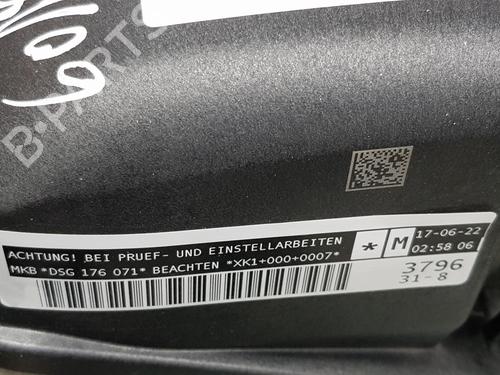 B-PARTS
ACHTUNG! BEI PRUEF- UND EINSTELLARBEITEN
MKB *DSG 176 071* BEACHTEN *XK1+000+0007*
* M
17-06-22
02:58 06
3796
31-8